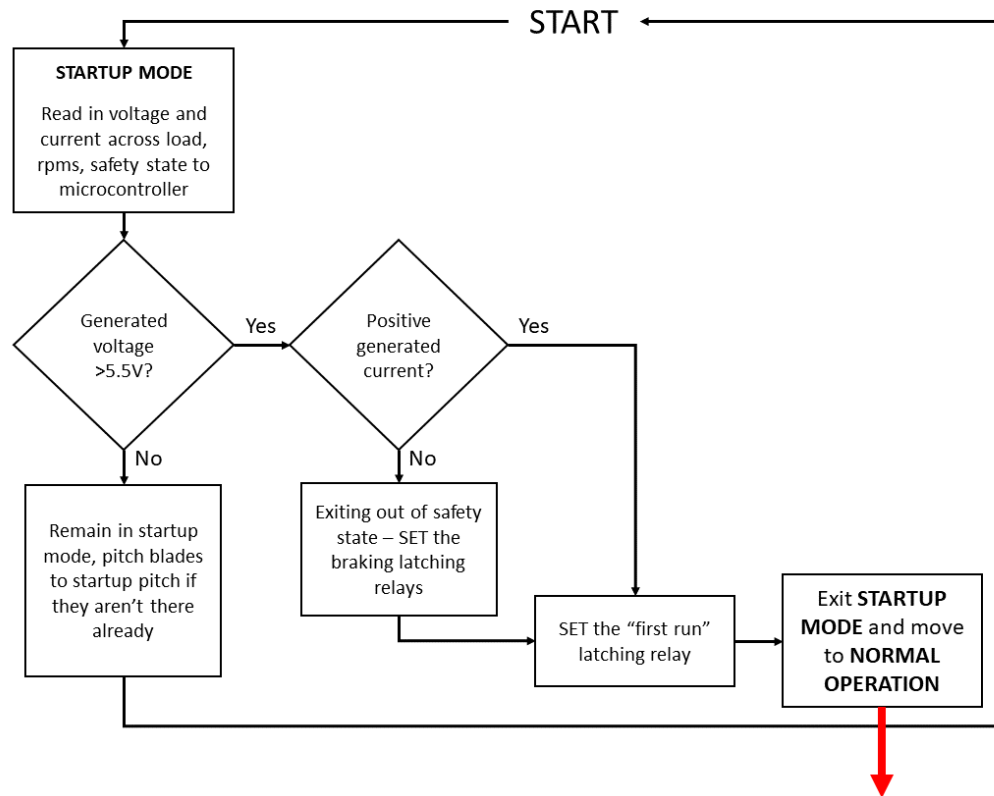 START
STARTUP MODE
Read in voltage and
current across load,
rpms, safety state to
microcontroller
Generated
voltage
>5.5V?
Yes
Positive
generated
current?
Yes
No
Remain in startup
mode, pitch blades
to startup pitch if
they aren’t there
already
No
Exiting out of safety
state – SET the
braking latching
relays
SET the “first run”
latching relay
Exit STARTUP
MODE and move
to NORMAL
OPERATION